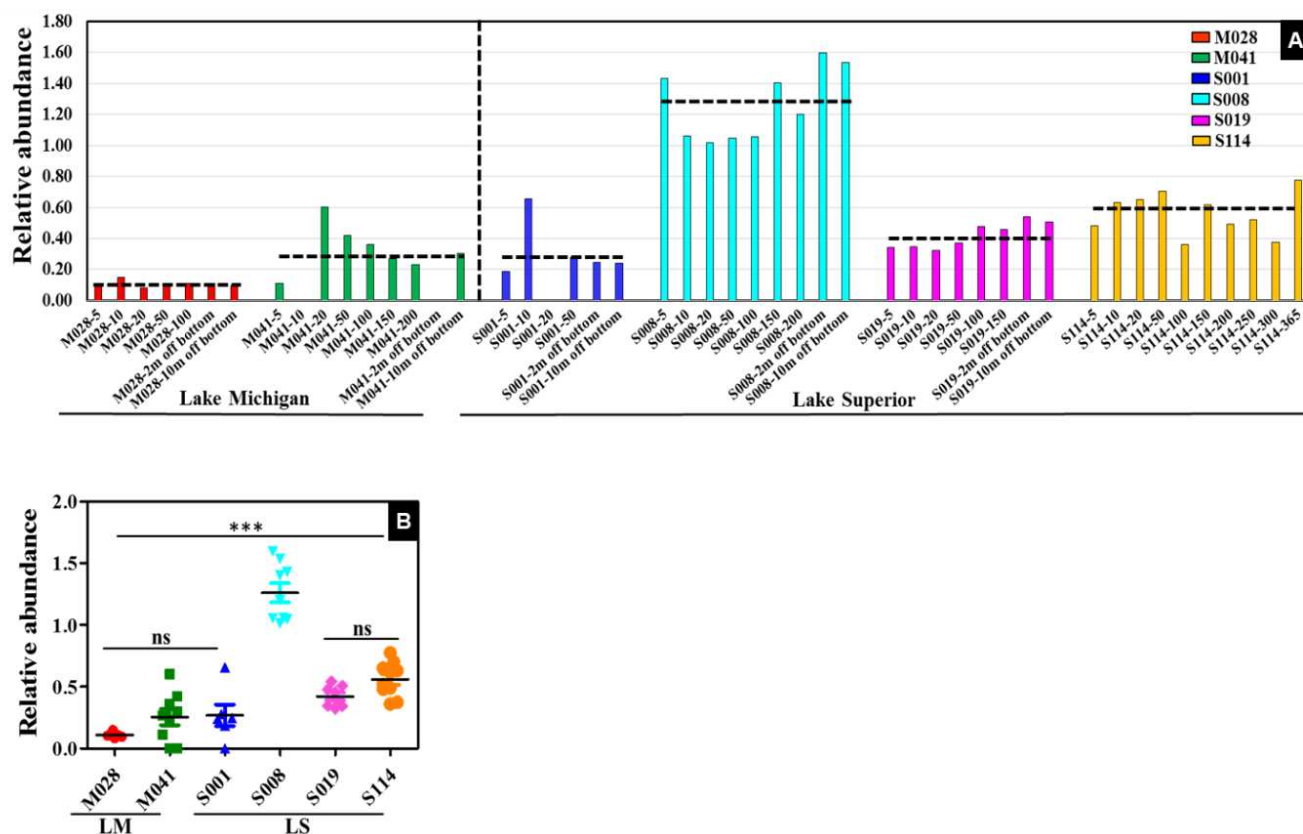 A
Relative abundance
1.80
1.60
1.40
1.20
1.00
0.80
0.60
0.40
0.20
0.00
M028
M041
S001
S008
S019
S114
M028-5
M028-10
M028-20
M028-50
M028-100
M028-2m off bottom
M028-10m off bottom
M041-5
M041-10
M041-20
M041-50
M041-100
M041-150
M041-200
M041-2m off bottom
M041-10m off bottom
S001-5
S001-10
S001-20
S001-50
S001-2m off bottom
S001-10m off bottom
S008-5
S008-10
S008-20
S008-50
S008-100
S008-150
S008-200
S008-2m off bottom
S008-10m off bottom
S019-5
S019-10
S019-20
S019-50
S019-100
S019-150
S019-2m off bottom
S019-10m off bottom
S114-5
S114-10
S114-20
S114-50
S114-100
S114-150
S114-200
S114-250
S114-300
S114-365
Lake Michigan
Lake Superior
B
Relative abundance
2.0
1.5
1.0
0.5
0.0
***
ns
ns
M028
M041
S001
S008
S019
S114
LM
LS